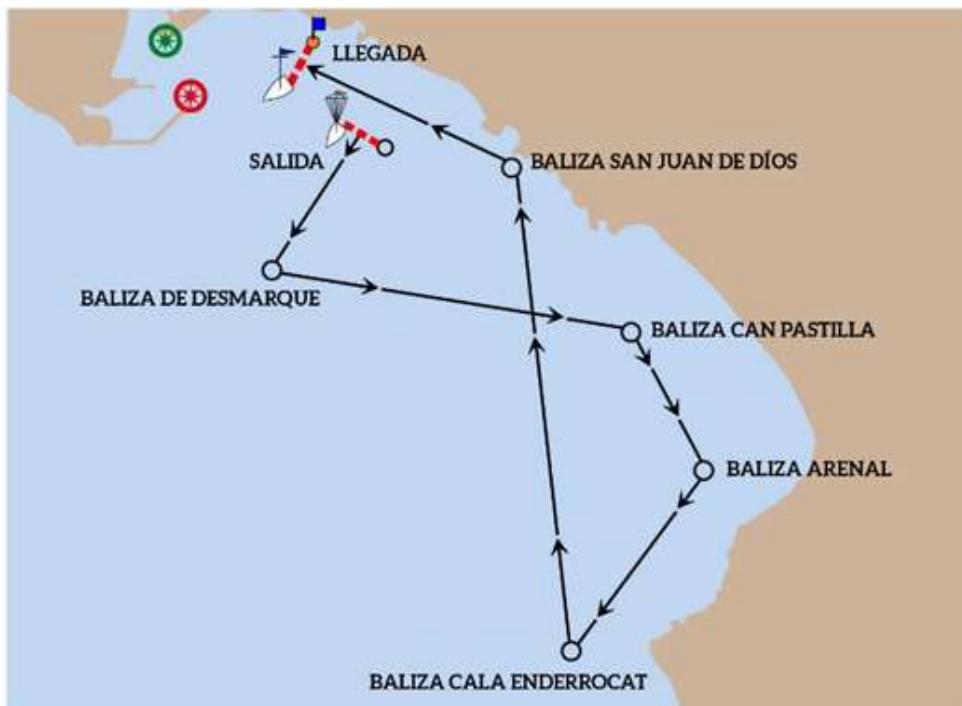 LLEGADA
SALIDA
BALIZA SAN JUAN DE DÍOS
BALIZA DE DESMARQUE
BALIZA CAN PASTILLA
BALIZA ARENAL
BALIZA CALA ENDERROCAT